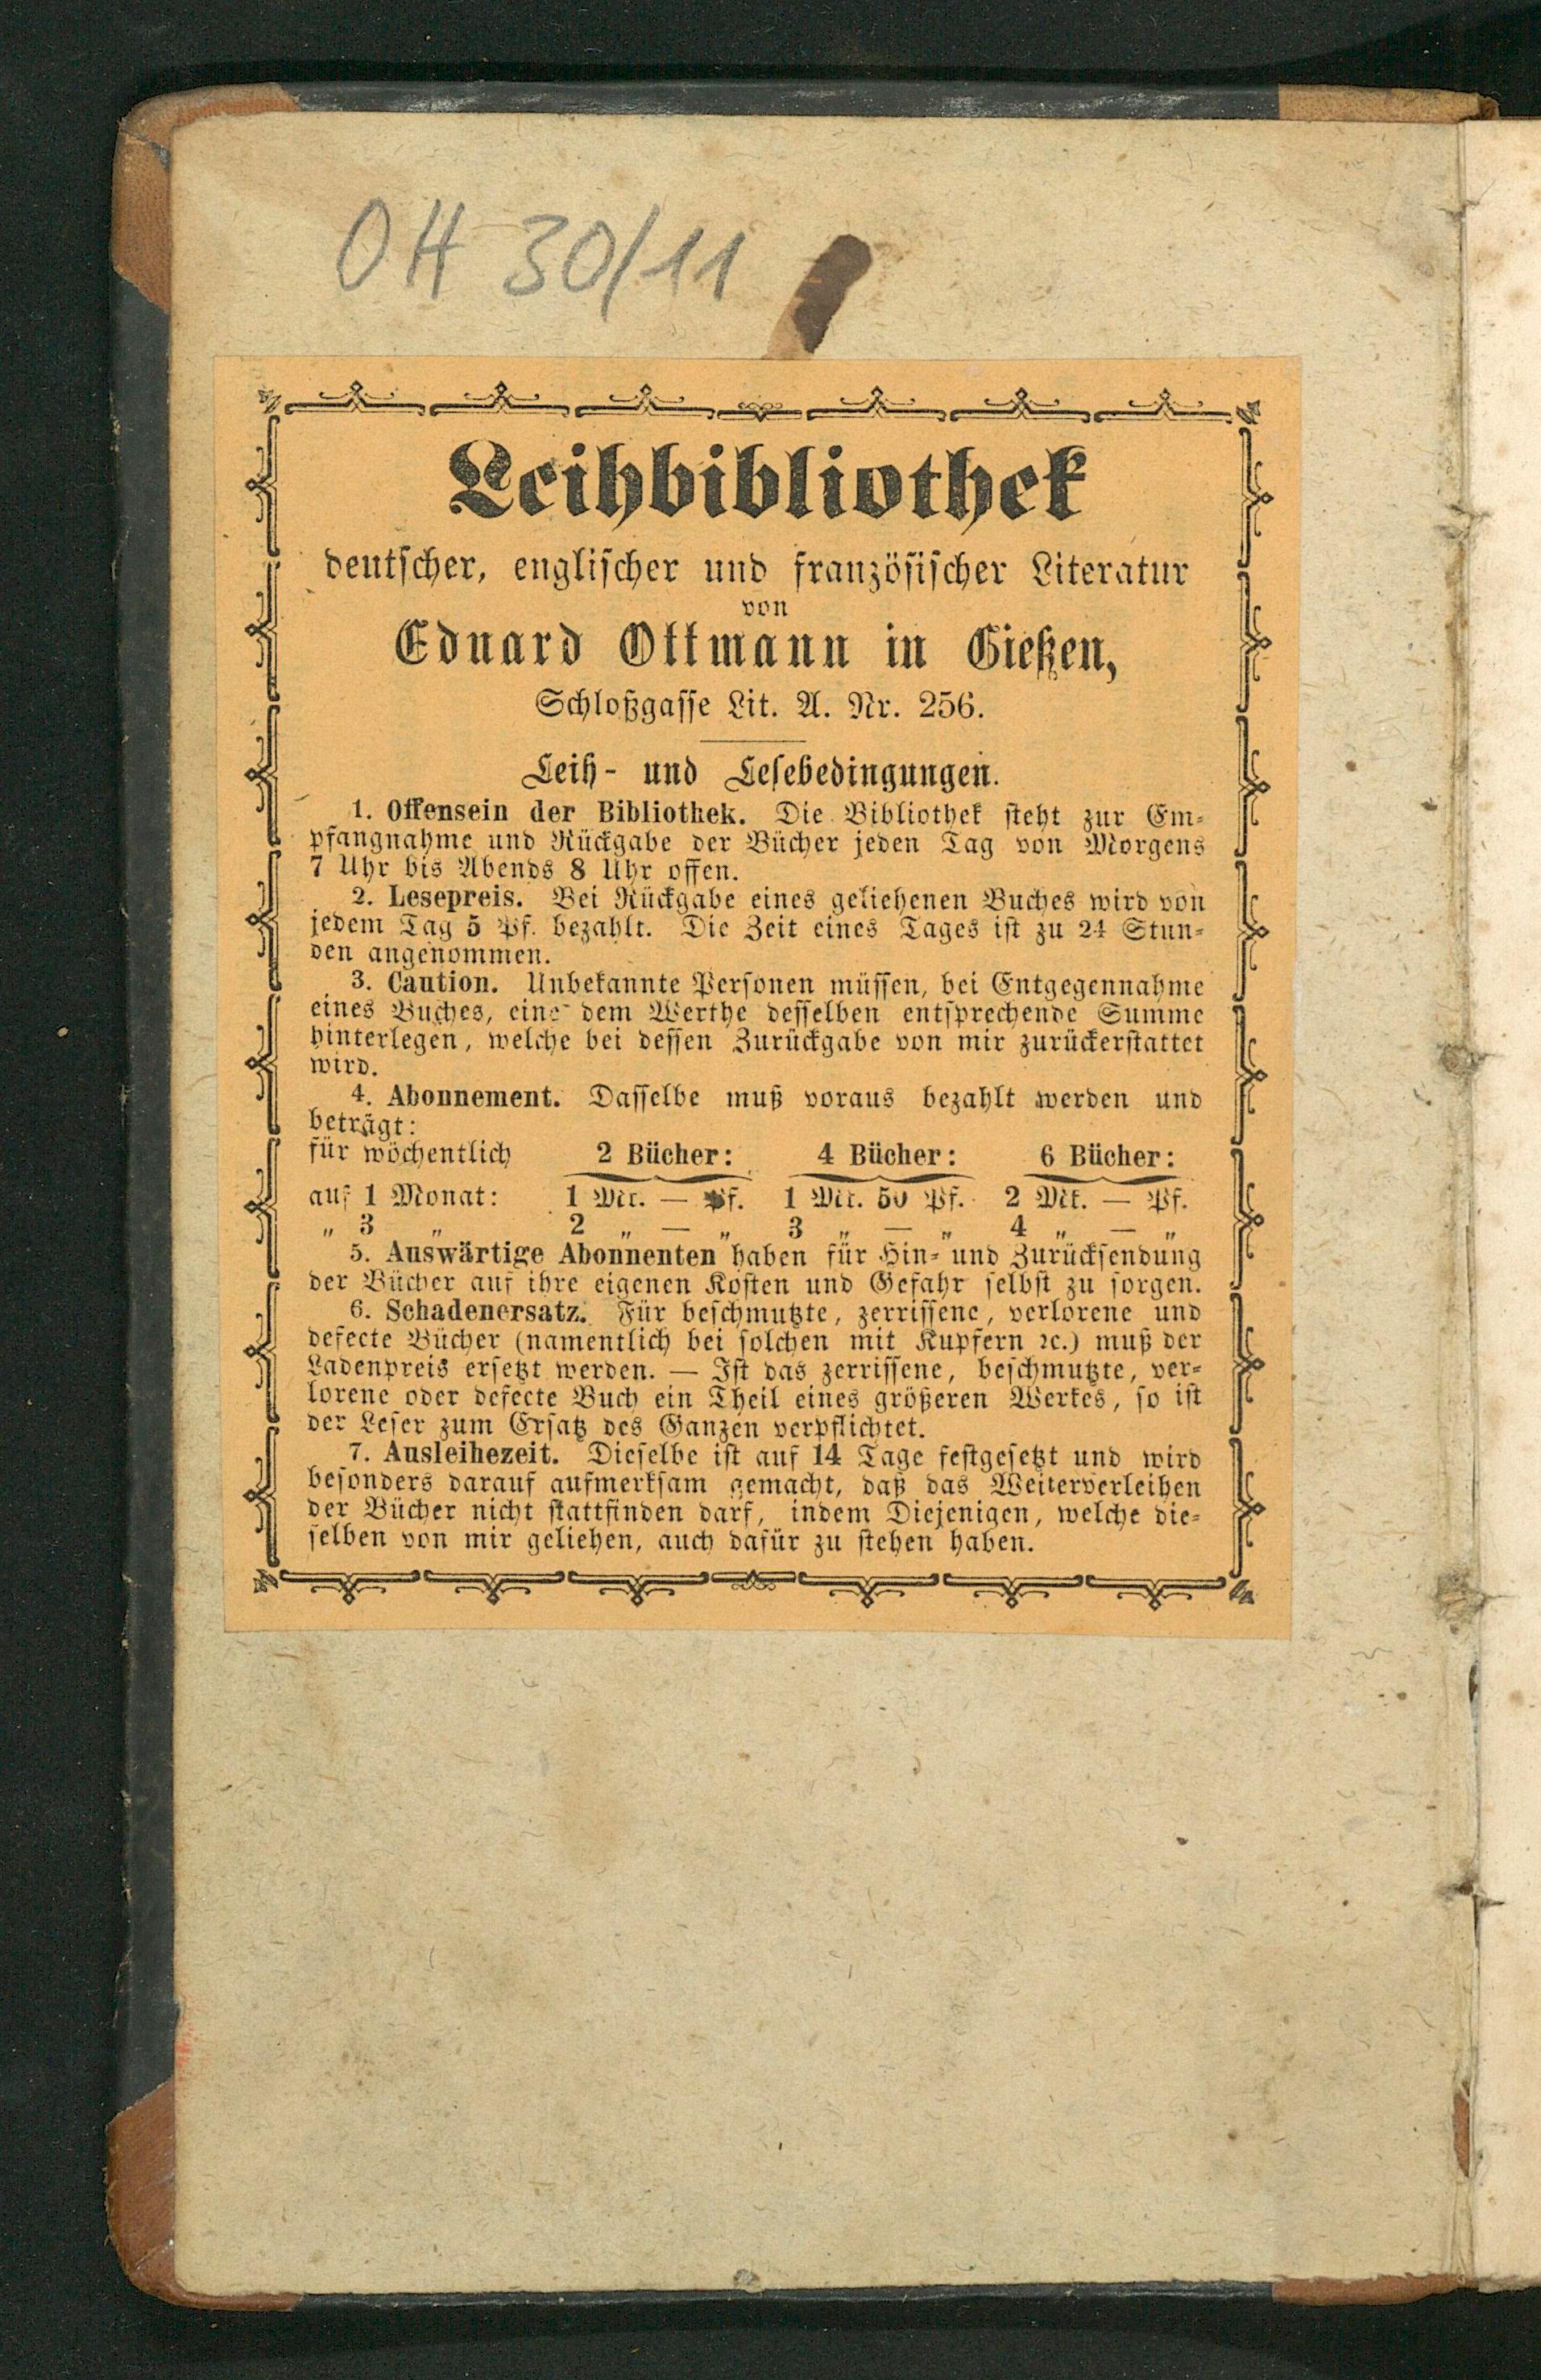 OH 30/11
Leihbibliothek
deutscher, englischer und französischer Literatur
von
Eduard Ottmann in Gießen,
Schloßgasse Lit. A. Nr. 256.
Leih- und Lesebedingungen.
1. Offensein der Bibliothek. Die Bibliothek steht zur Em-
pfangnahme und Rückgabe der Bücher jeden Tag von Morgens
7 Uhr bis Abends 8 Uhr offen.
2. Lesepreis. Bei Rückgabe eines geliehenen Buches wird von
jedem Tag 5 Pf. bezahlt. Die Zeit eines Tages ist zu 24 Stun-
den angenommen.
3. Caution. Unbekannte Personen müssen, bei Entgegennahme
eines Buches, eine dem Werthe desselben entsprechende Summe
hinterlegen, welche bei dessen Zurückgabe von mir zurückerstattet
wird.
4. Abonnement. Dasselbe muß voraus bezahlt werden und
beträgt:
für wöchentlich 2 Bücher: 4 Bücher: 6 Bücher:
auf 1 Monat: 1 Mk. — Pf. 1 Mk. 50 Pf. 2 Mk. — Pf.
„ 3 „ 2 „ — „ 3 „ — „ 4 „ — „
5. Auswärtige Abonnenten haben für Hin- und Zurücksendung
der Bücher auf ihre eigenen Kosten und Gefahr selbst zu sorgen.
6. Schadenersatz. Für beschmutzte, zerrissene, verlorene und
defecte Bücher (namentlich bei solchen mit Kupfern ꝛc.) muß der
Ladenpreis ersetzt werden. — Ist das zerrissene, beschmutzte, ver-
lorene oder defecte Buch ein Theil eines größeren Werkes, so ist
der Leser zum Ersatz des Ganzen verpflichtet.
7. Ausleihezeit. Dieselbe ist auf 14 Tage festgesetzt und wird
besonders darauf aufmerksam gemacht, daß das Weiterverleihen
der Bücher nicht stattfinden darf, indem Diejenigen, welche die-
selben von mir geliehen, auch dafür zu stehen haben.